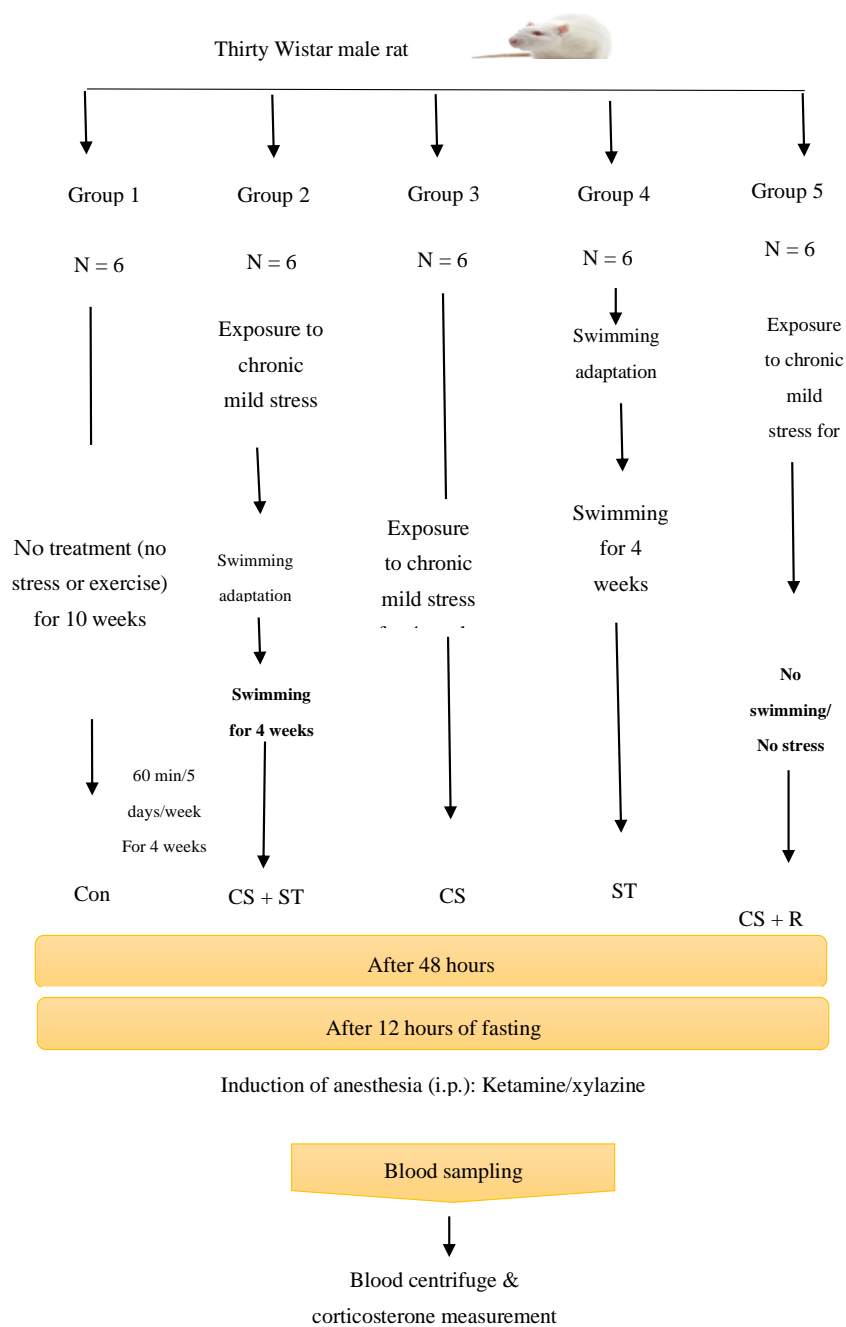 Thirty Wistar male rat
Group 1
N = 6
No treatment (no
stress or exercise)
for 10 weeks
60 min/5
days/week
For 4 weeks
Con
Group 2
N = 6
Exposure to
chronic
mild stress
Swimming
adaptation
Swimming
for 4 weeks
CS + ST
Group 3
N = 6
Exposure
to chronic
mild stress
CS
Group 4
N = 6
Swimming
adaptation
Swimming
for 4
weeks
ST
Group 5
N = 6
Exposure
to chronic
mild
stress for
No
swimming/
No stress
CS + R
After 48 hours
After 12 hours of fasting
Induction of anesthesia (i.p.): Ketamine/xylazine
Blood sampling
Blood centrifuge &
corticosterone measurement